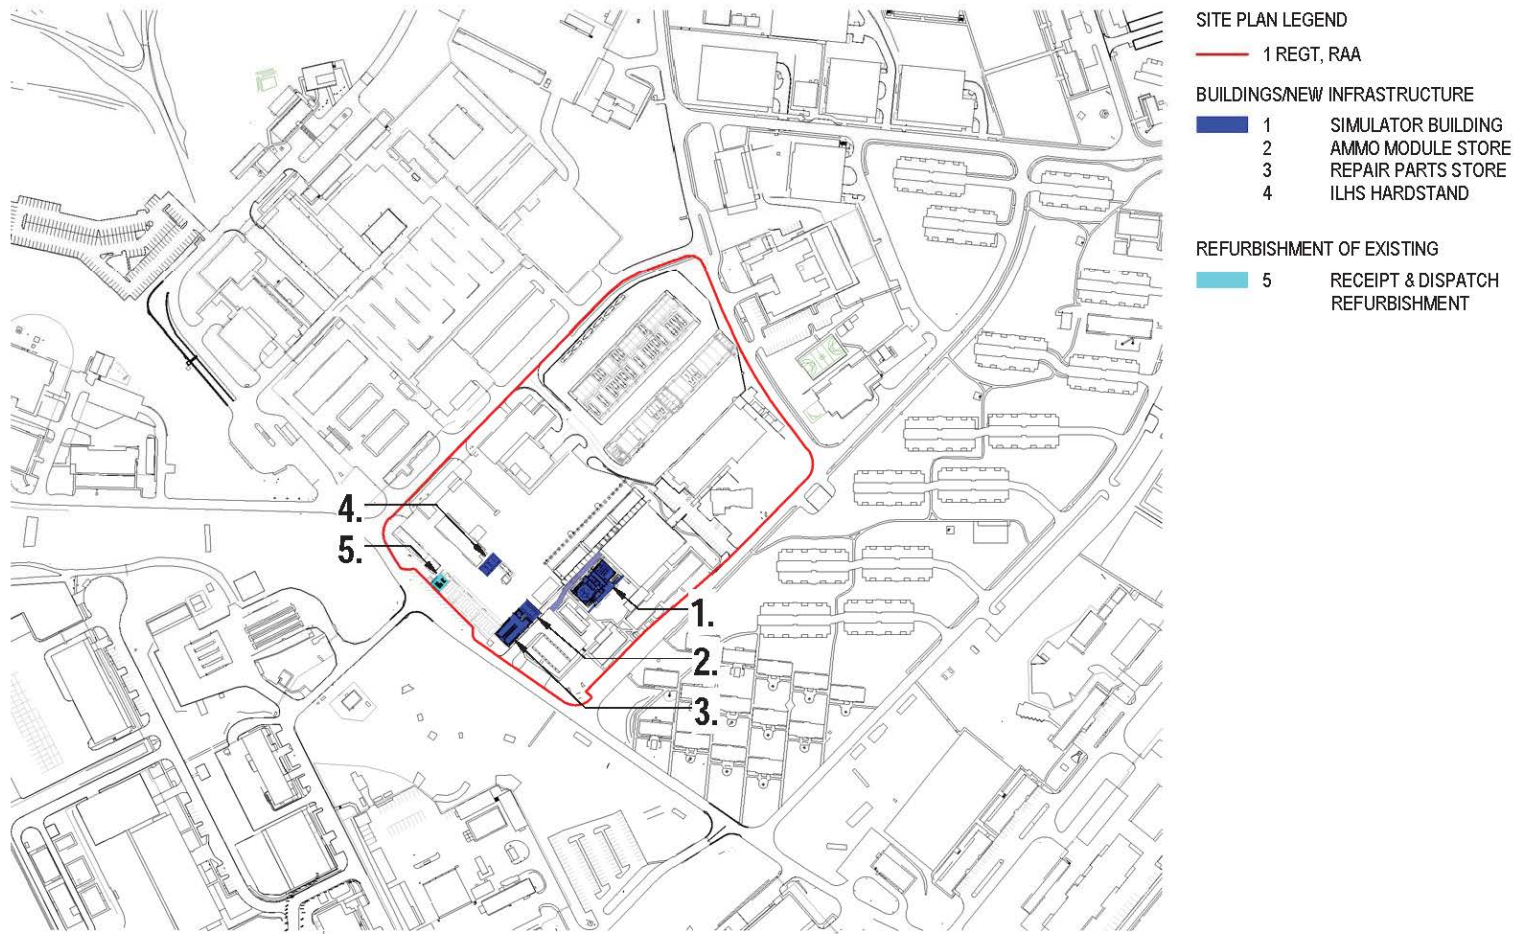 SITE PLAN LEGEND
1 REGT, RAA
BUILDINGS/NEW INFRASTRUCTURE
1 SIMULATOR BUILDING
2 AMMO MODULE STORE
3 REPAIR PARTS STORE
4 ILHS HARDSTAND
REFURBISHMENT OF EXISTING
5 RECEIPT & DISPATCH
REFURBISHMENT
4.
5.
1.
2.
3.